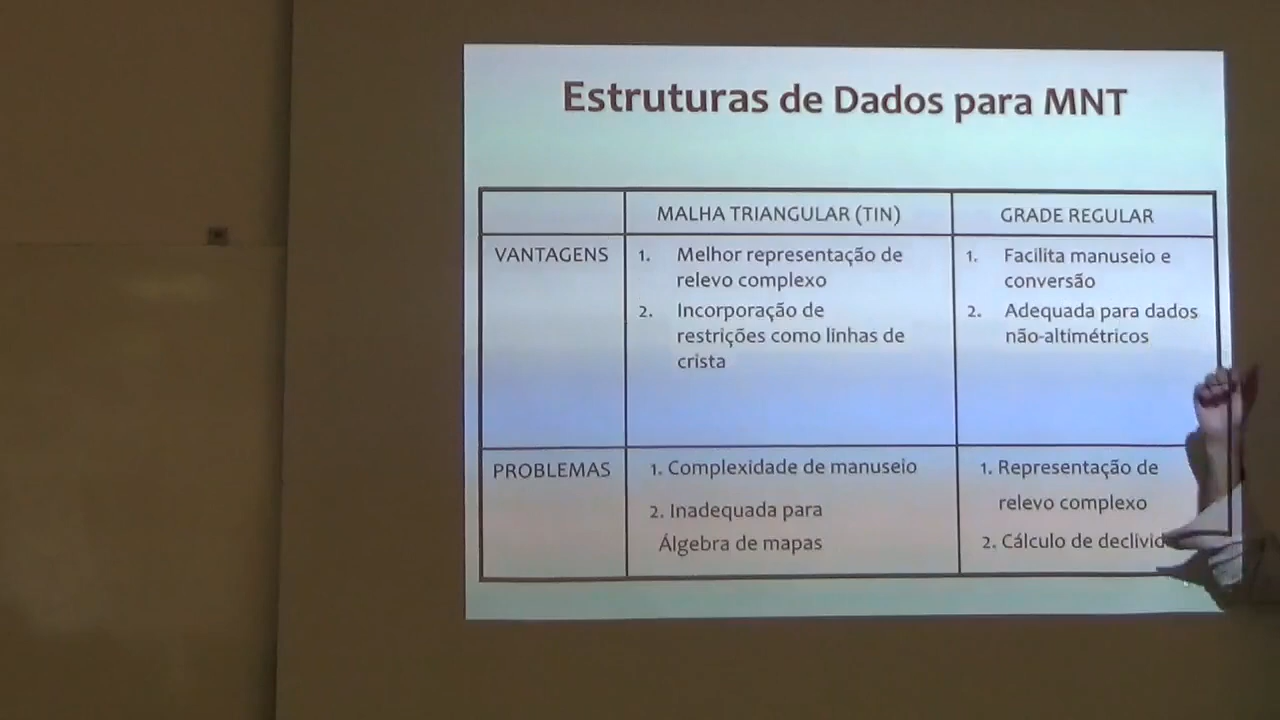 Estruturas de Dados para MNT
MALHA TRIANGULAR (TIN)
GRADE REGULAR
VANTAGENS
1. Melhor representação de
relevo complexo
2. Incorporação de
restrições como linhas de
crista
1. Facilita manuseio e
conversão
2. Adequada para dados
não-altimétricos
PROBLEMAS
1. Complexidade de manuseio
2. Inadequada para
Álgebra de mapas
1. Representação de
relevo complexo
2. Cálculo de